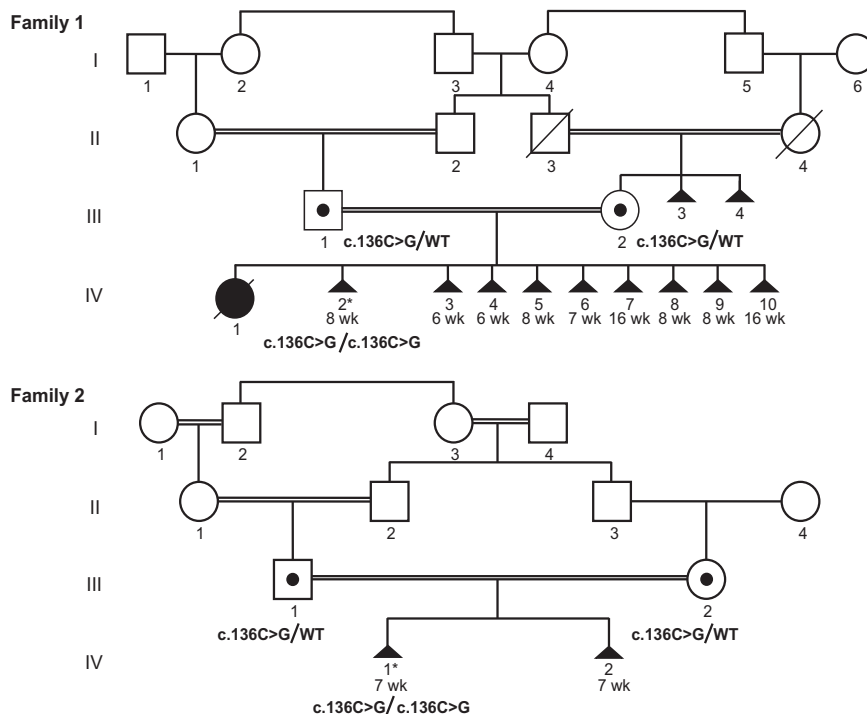 Family 1
I
1
2
3
4
5
6
II
1
2
3
4
III
1
2
3
4
c.136C>G/WT
c.136C>G/WT
IV
1
2*
3
4
5
6
7
8
9
10
8 wk
6 wk
6 wk
8 wk
7 wk
16 wk
8 wk
8 wk
16 wk
c.136C>G/c.136C>G
Family 2
I
1
2
3
4
II
1
2
3
4
III
1
2
c.136C>G/WT
c.136C>G/WT
IV
1*
2
7 wk
7 wk
c.136C>G/c.136C>G